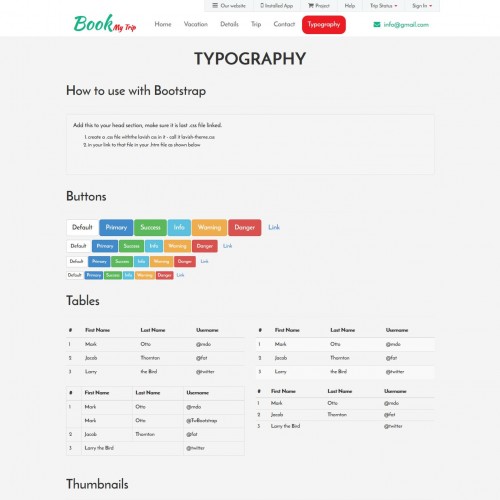 Our website Installed App Project Help Trip Status Sign In
Book My Trip
Home Vacation Details Trip Contact Typography info@gmail.com
TYPOGRAPHY
How to use with Bootstrap
Add this to your head section, make sure it is last .css file linked.
1. create a .css file withthe lavish css in it - call it lavish-theme.css
2. in your link to that file in your .htm file as shown below
Buttons
Default Primary Success Info Warning Danger Link
Default Primary Success Info Warning Danger Link
Default Primary Success Info Warning Danger Link
Default Primary Success Info Warning Danger Link
Tables
# First Name Last Name Username
1 Mark Otto @mdo
2 Jacob Thornton @fat
3 Larry the Bird @twitter
# First Name Last Name Username
1 Mark Otto @mdo
2 Jacob Thornton @fat
3 Larry the Bird @twitter
# First Name Last Name Username
1 Mark Otto @mdo
Mark Otto @TwBootstrap
2 Jacob Thornton @fat
3 Larry the Bird @twitter
# First Name Last Name Username
1 Mark Otto @mdo
2 Jacob Thornton @fat
3 Larry the Bird @twitter
Thumbnails